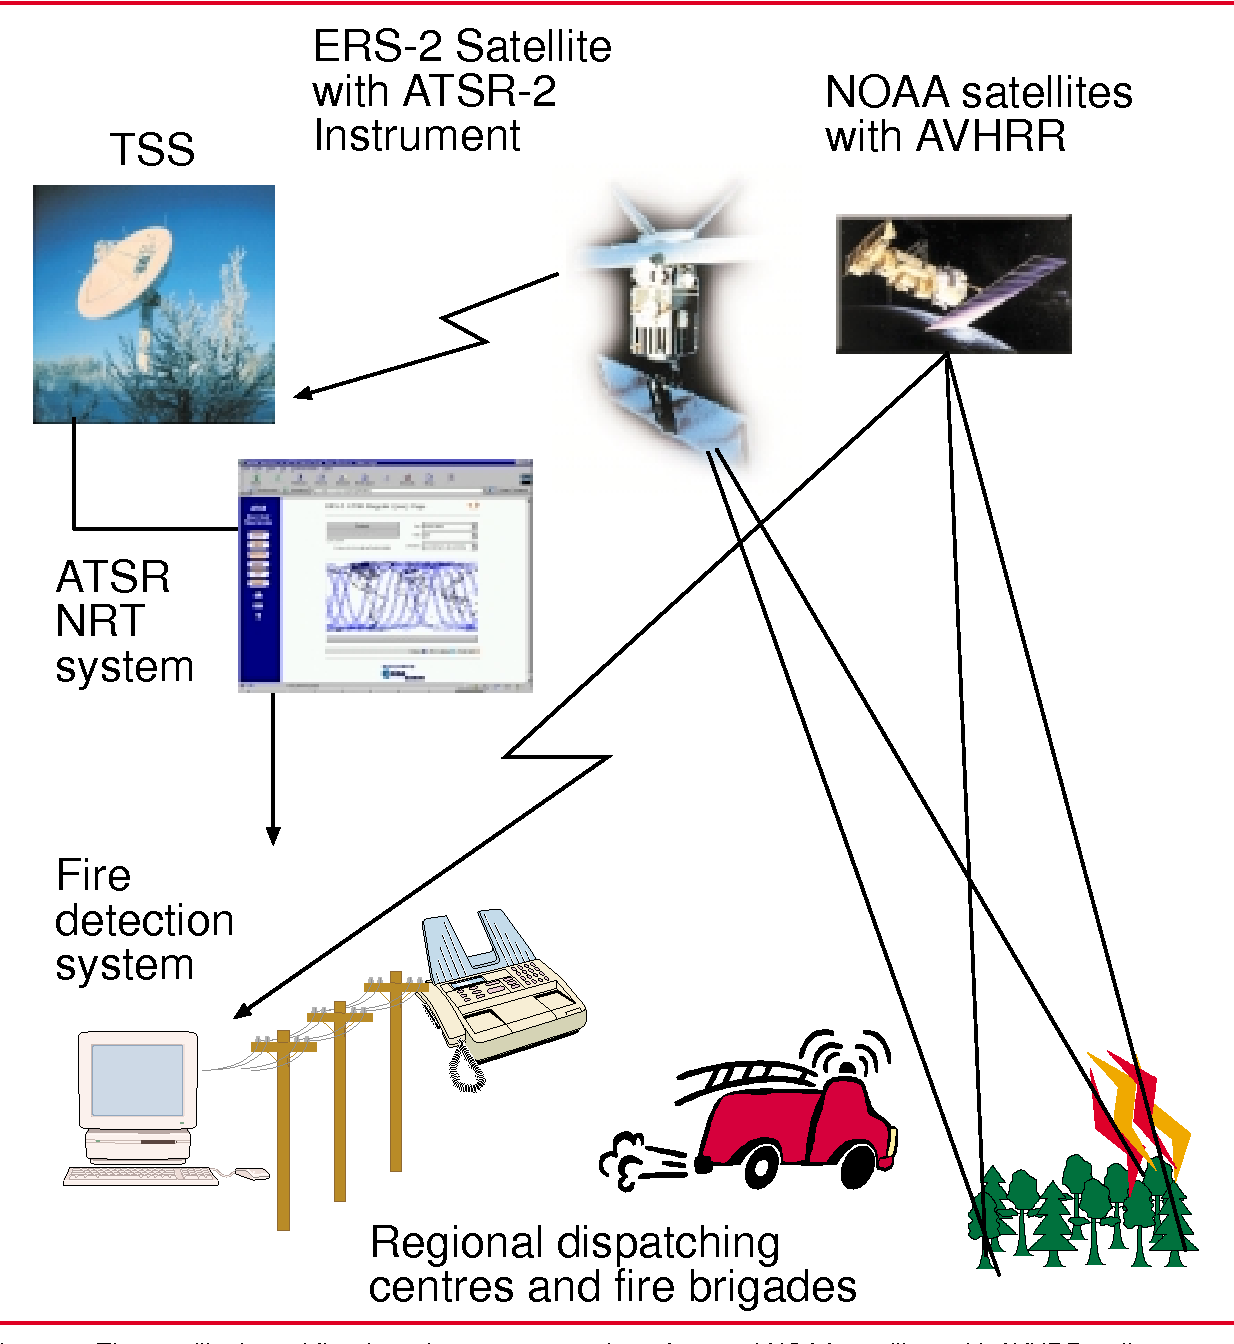 ERS-2 Satellite
with ATSR-2
Instrument
NOAA satellites
with AVHRR
TSS
ATSR
NRT
system
Fire
detection
system
Regional dispatching
centres and fire brigades